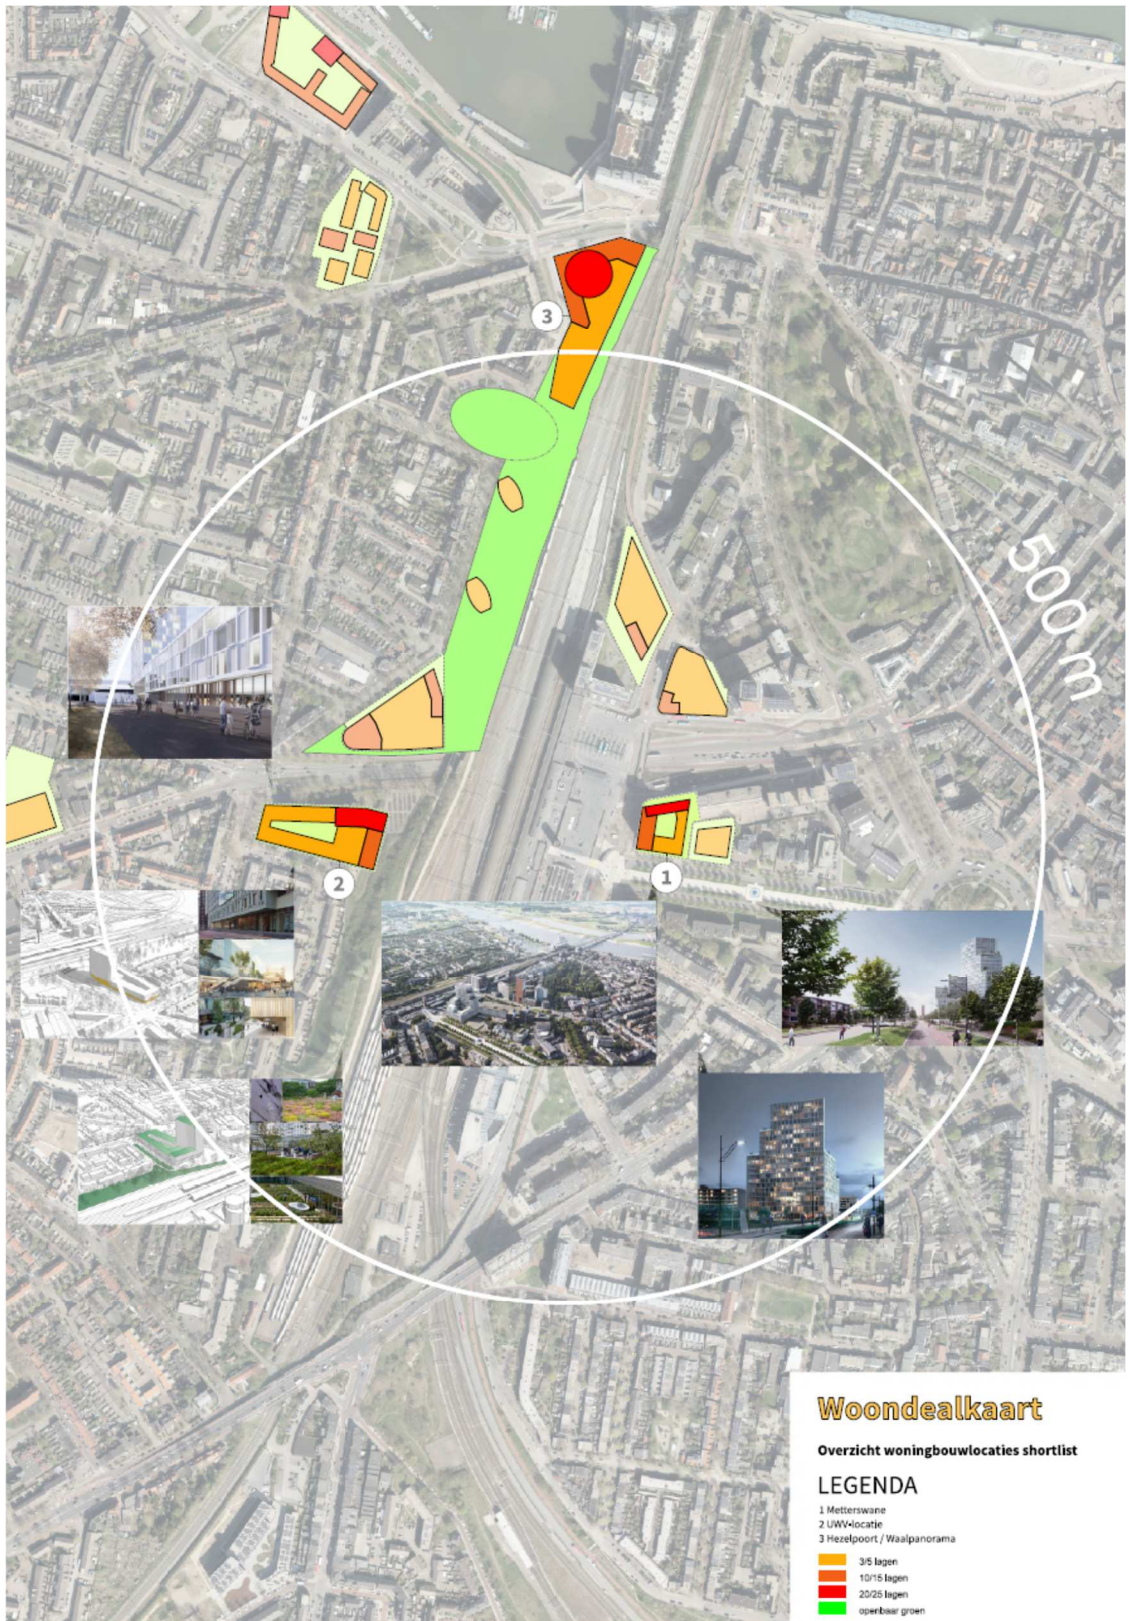 3
500 m
2
1
Woondealkaart
Overzicht woningbouwlocaties shortlist
LEGENDA
1 Metterswane
2 UWV-locatie
3 Hezelpoort / Waalpanorama
3/5 lagen
10/15 lagen
20/25 lagen
openbaar groen